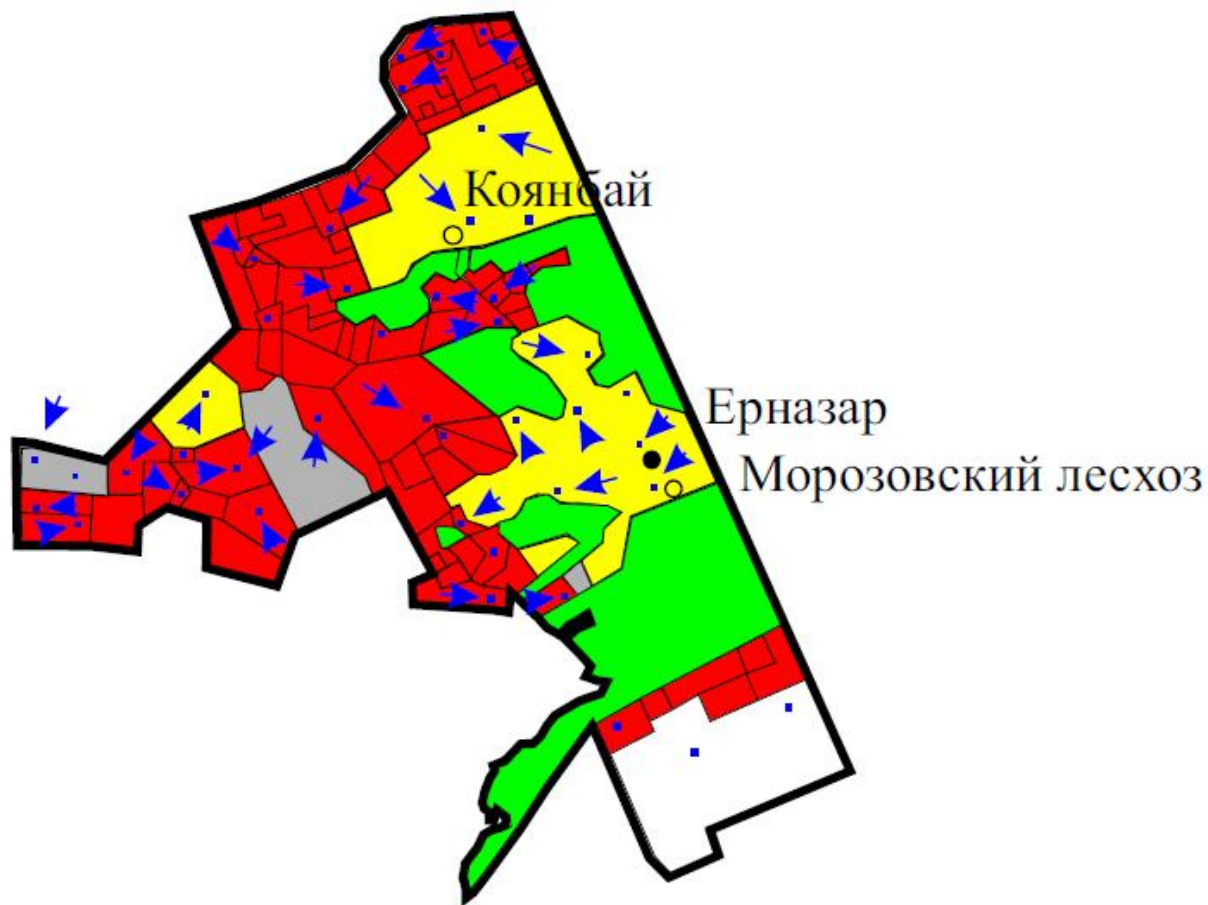 Коянбай
Ерназар
Морозовский лесхоз